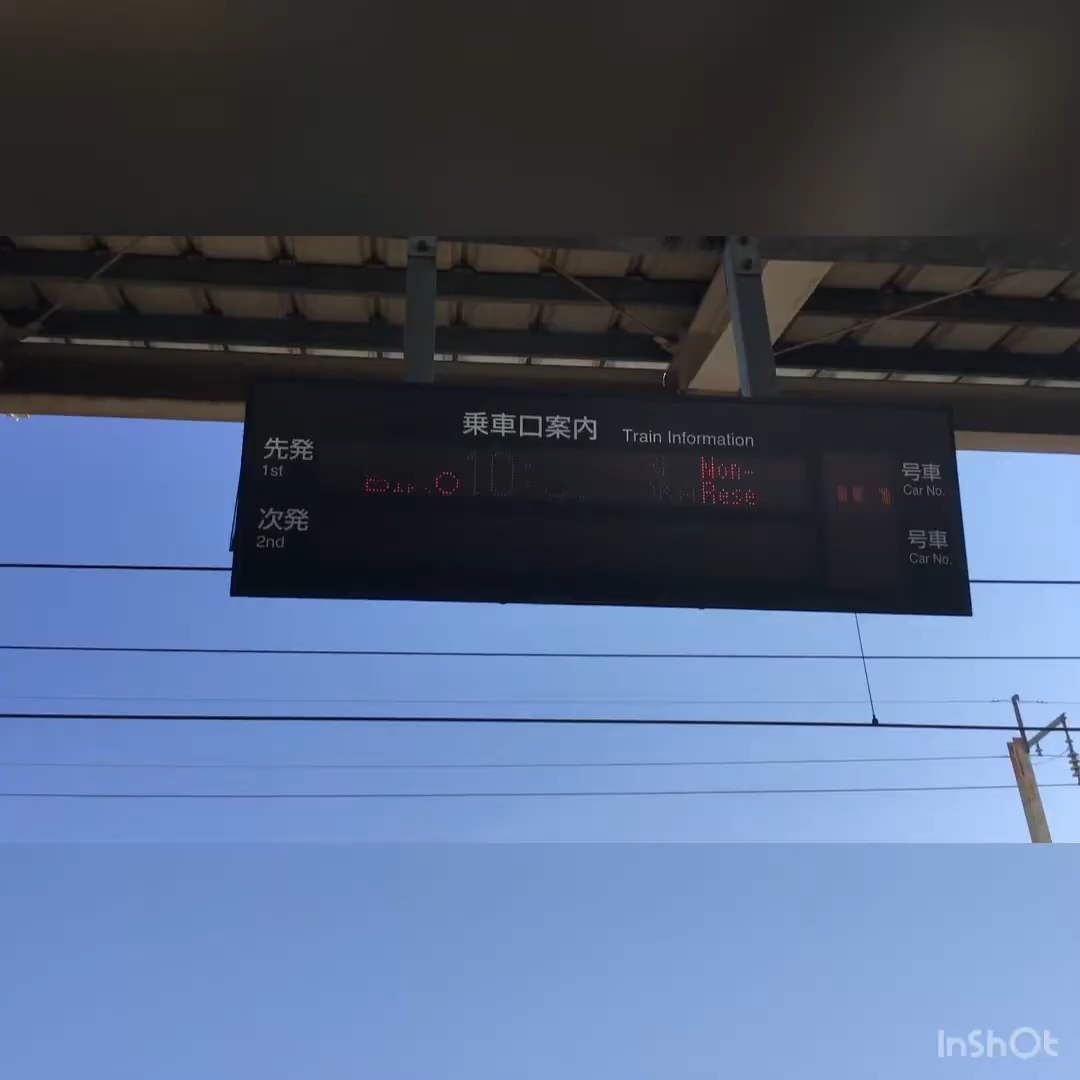 乗車口案内 Train Information
先発
1st
Non-
Rese
号車
Car No.
次発
2nd
号車
Car No.
InShOt